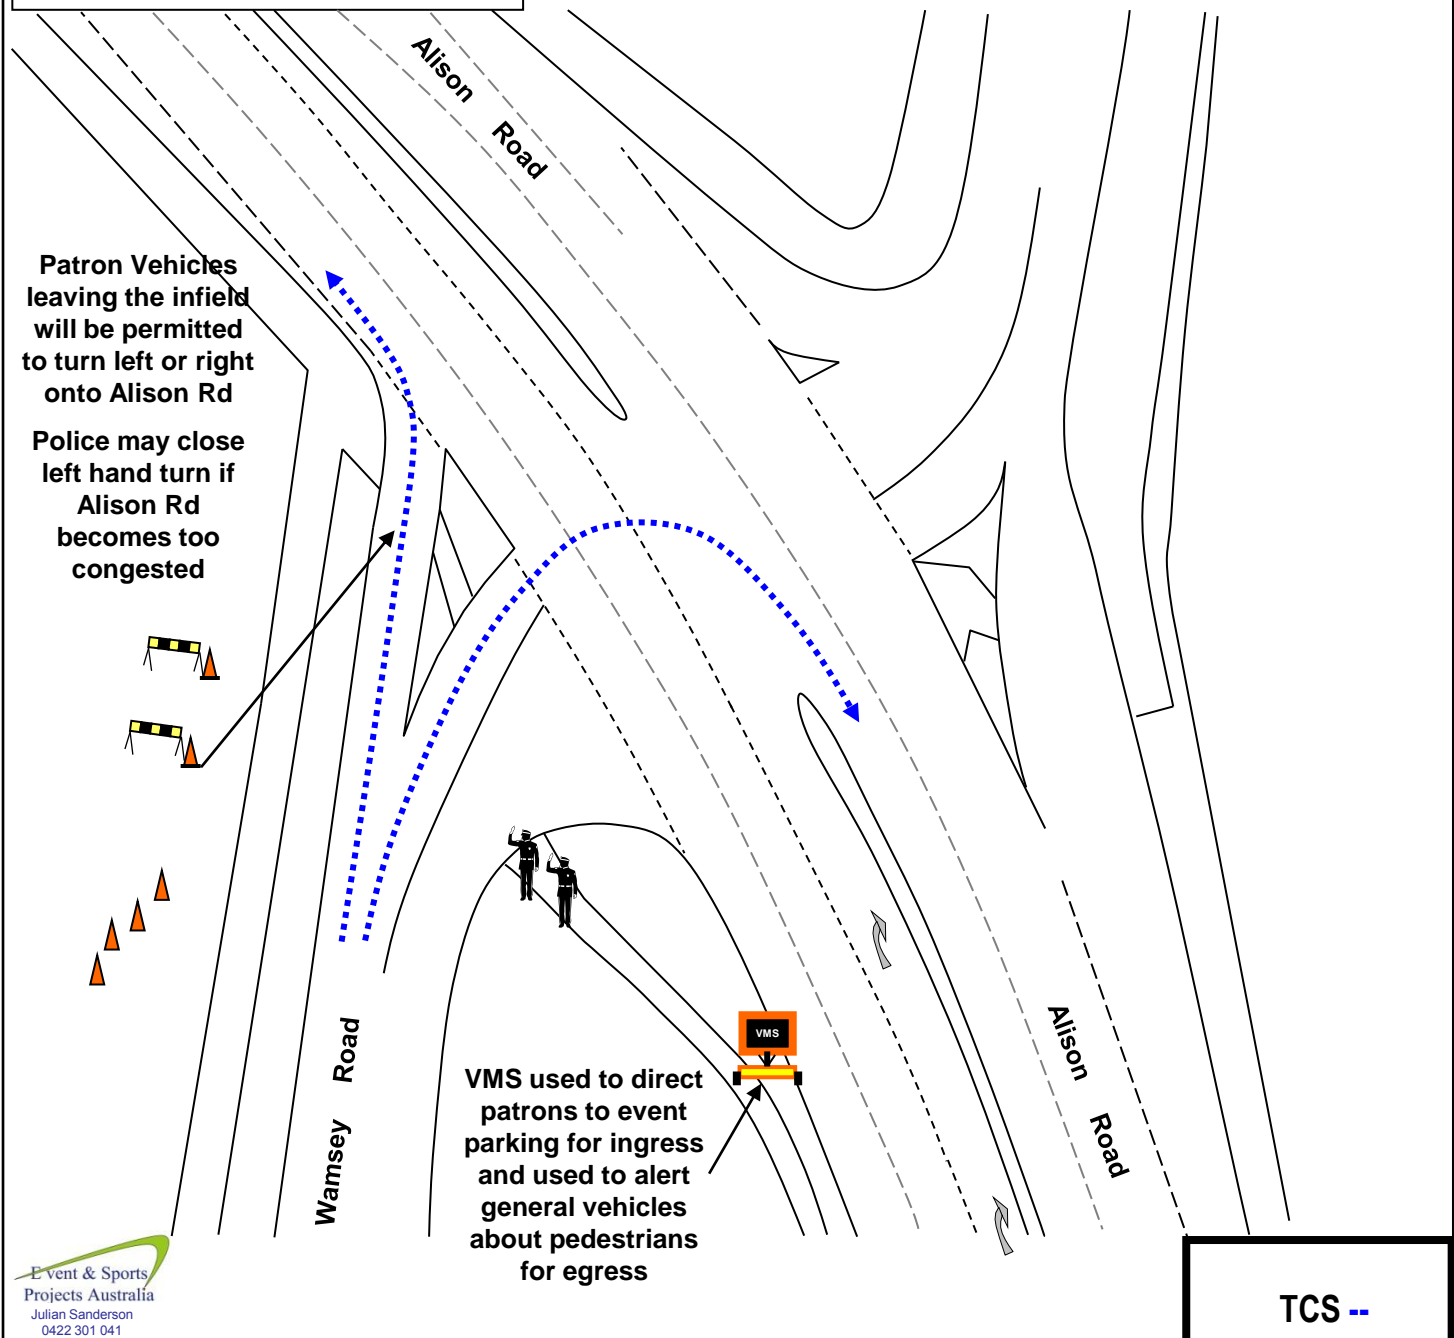 Alison
Road
Patron Vehicles
leaving the infield
will be permitted
to turn left or right
onto Alison Rd
Police may close
left hand turn if
Alison Rd
becomes too
congested
Wamsey Road
VMS
VMS used to direct
patrons to event
parking for ingress
and used to alert
general vehicles
about pedestrians
for egress
Alison
Road
Event & Sports
Projects Australia
Julian Sanderson
0422 301 041
TCS --